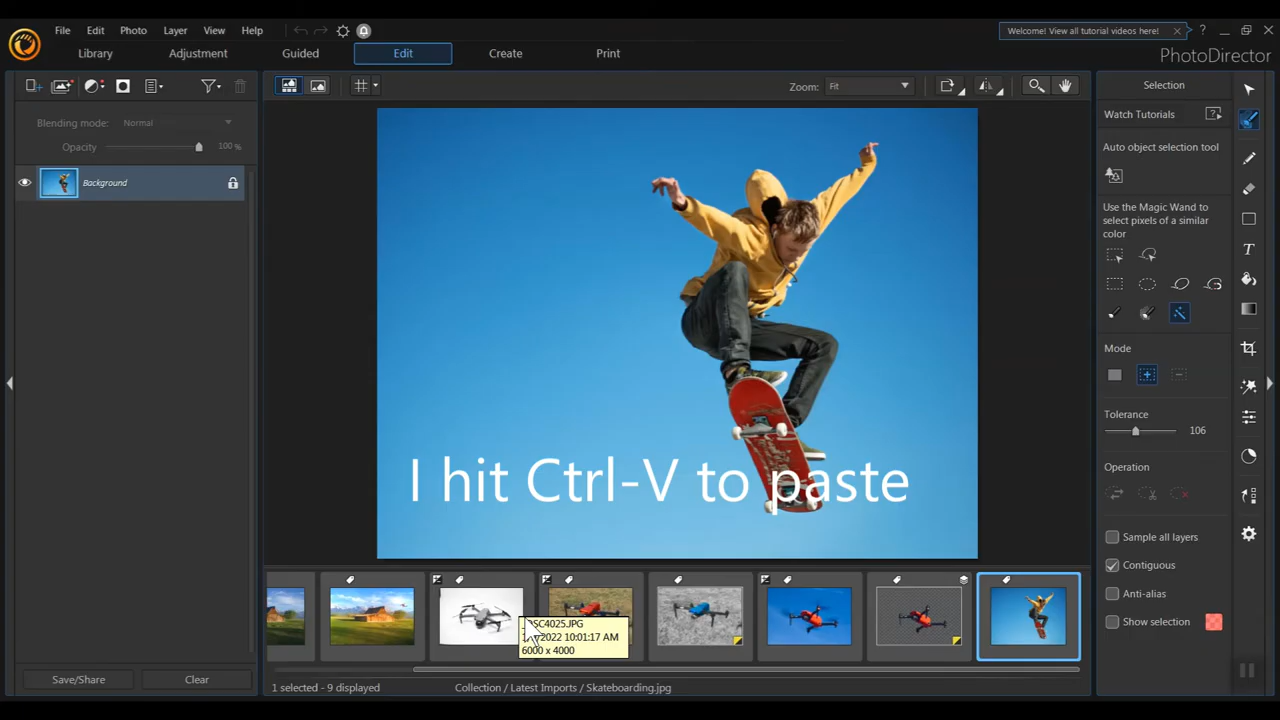 File Edit Photo Layer View Help
Welcome! View all tutorial videos here!
Library Adjustment Guided Edit Create Print
PhotoDirector
Zoom: Fit
Selection
Blending mode: Normal
Watch Tutorials
Opacity 100 %
Auto object selection tool
Background
Use the Magic Wand to
select pixels of a similar
color
Mode
Tolerance
106
I hit Ctrl-V to paste
Operation
Sample all layers
Contiguous
Anti-alias
Show selection
SC4025.JPG
2022 10:01:17 AM
6000 x 4000
Save/Share Clear
1 selected - 9 displayed
Collection / Latest Imports / Skateboarding.jpg